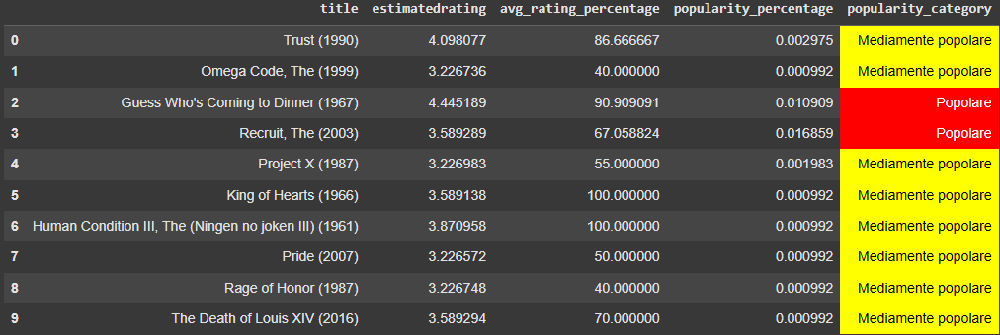 title estimatedrating avg_rating_percentage popularity_percentage popularity_category
0 Trust (1990) 4.098077 86.666667 0.002975 Mediamente popolare
1 Omega Code, The (1999) 3.226736 40.000000 0.000992 Mediamente popolare
2 Guess Who's Coming to Dinner (1967) 4.445189 90.909091 0.010909 Popolare
3 Recruit, The (2003) 3.589289 67.058824 0.016859 Popolare
4 Project X (1987) 3.226983 55.000000 0.001983 Mediamente popolare
5 King of Hearts (1966) 3.589138 100.000000 0.000992 Mediamente popolare
6 Human Condition III, The (Ningen no joken III) (1961) 3.870958 100.000000 0.000992 Mediamente popolare
7 Pride (2007) 3.226572 50.000000 0.000992 Mediamente popolare
8 Rage of Honor (1987) 3.226748 40.000000 0.000992 Mediamente popolare
9 The Death of Louis XIV (2016) 3.589294 70.000000 0.000992 Mediamente popolare